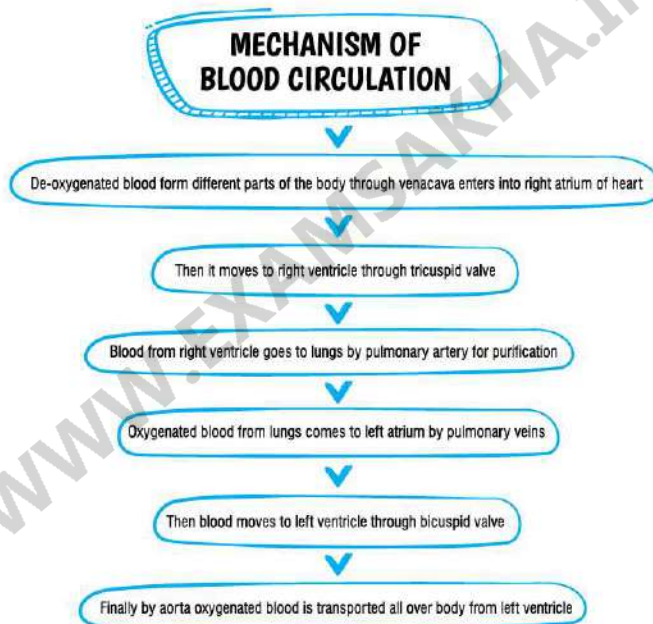 MECHANISM OF
BLOOD CIRCULATION
De-oxygenated blood form different parts of the body through venacava enters into right atrium of heart
Then it moves to right ventricle through tricuspid valve
Blood from right ventricle goes to lungs by pulmonary artery for purification
Oxygenated blood from lungs comes to left atrium by pulmonary veins
Then blood moves to left ventricle through bicuspid valve
Finally by aorta oxygenated blood is transported all over body from left ventricle
WWW.EXAMSAKHA.IN